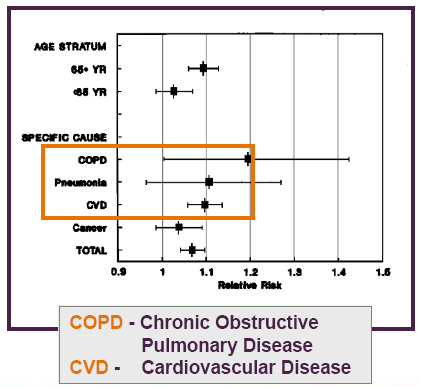 AGE STRATUM
65+ YR
<65 YR
SPECIFIC CAUSE
COPD
Pneumonia
CVD
Cancer
TOTAL
0.9 1 1.1 1.2 1.3 1.4 1.5
Relative Risk
COPD - Chronic Obstructive
Pulmonary Disease
CVD - Cardiovascular Disease